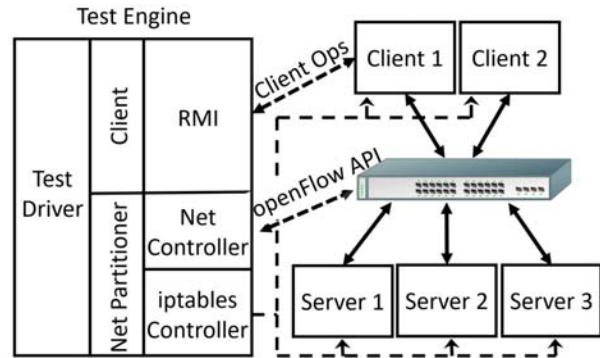 Test Engine
Test
Driver
Client
RMI
Net Partitioner
Net
Controller
iptables
Controller
Client Ops
openFlow API
Client 1
Client 2
Server 1
Server 2
Server 3